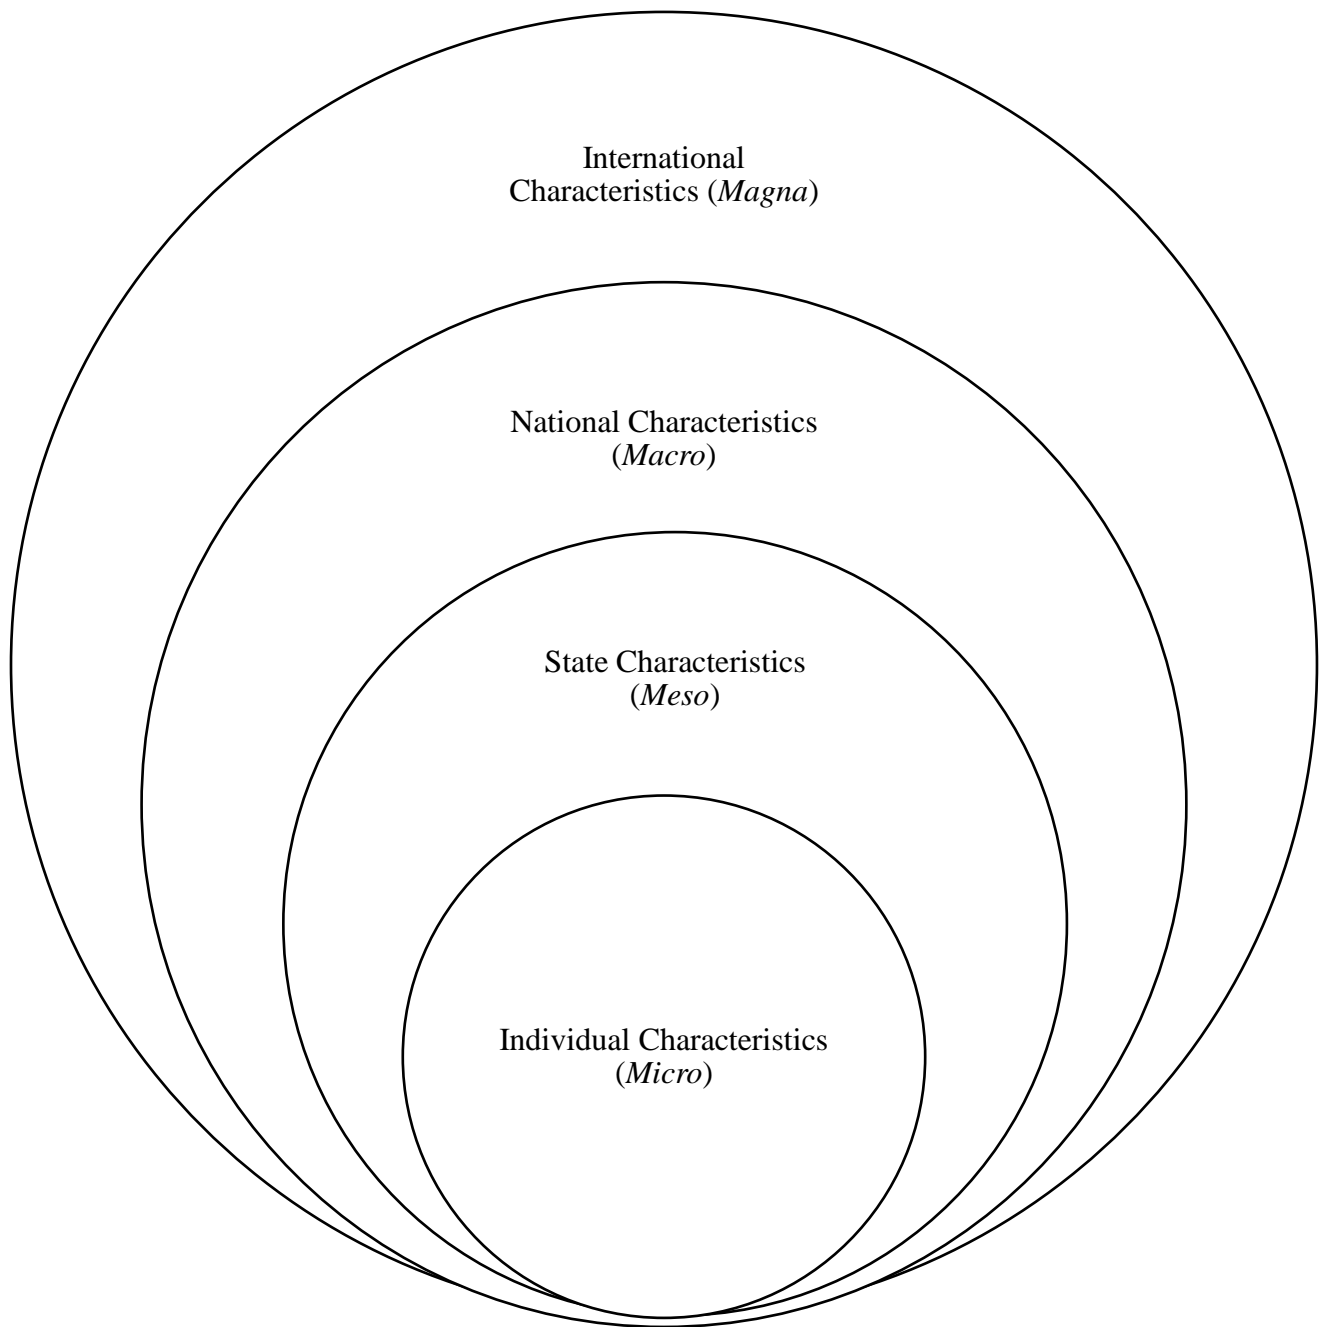 International
Characteristics (Magna)
National Characteristics
(Macro)
State Characteristics
(Meso)
Individual Characteristics
(Micro)